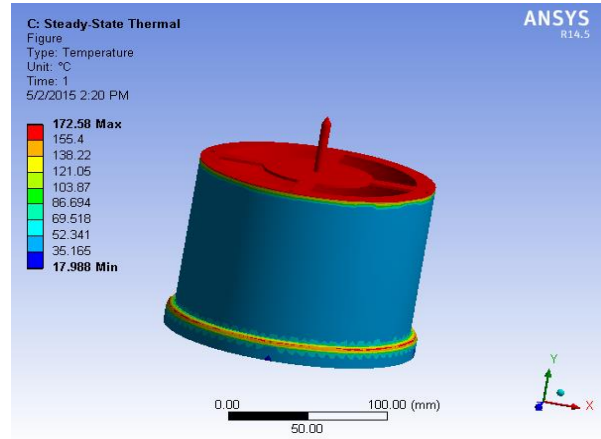 C: Steady-State Thermal
Figure
Type: Temperature
Unit: °C
Time: 1
5/2/2015 2:20 PM
172.58 Max
155.4
138.22
121.05
103.87
86.694
69.518
52.341
35.165
17.988 Min
ANSYS
R14.5
0.00
100.00 (mm)
50.00
Y
X